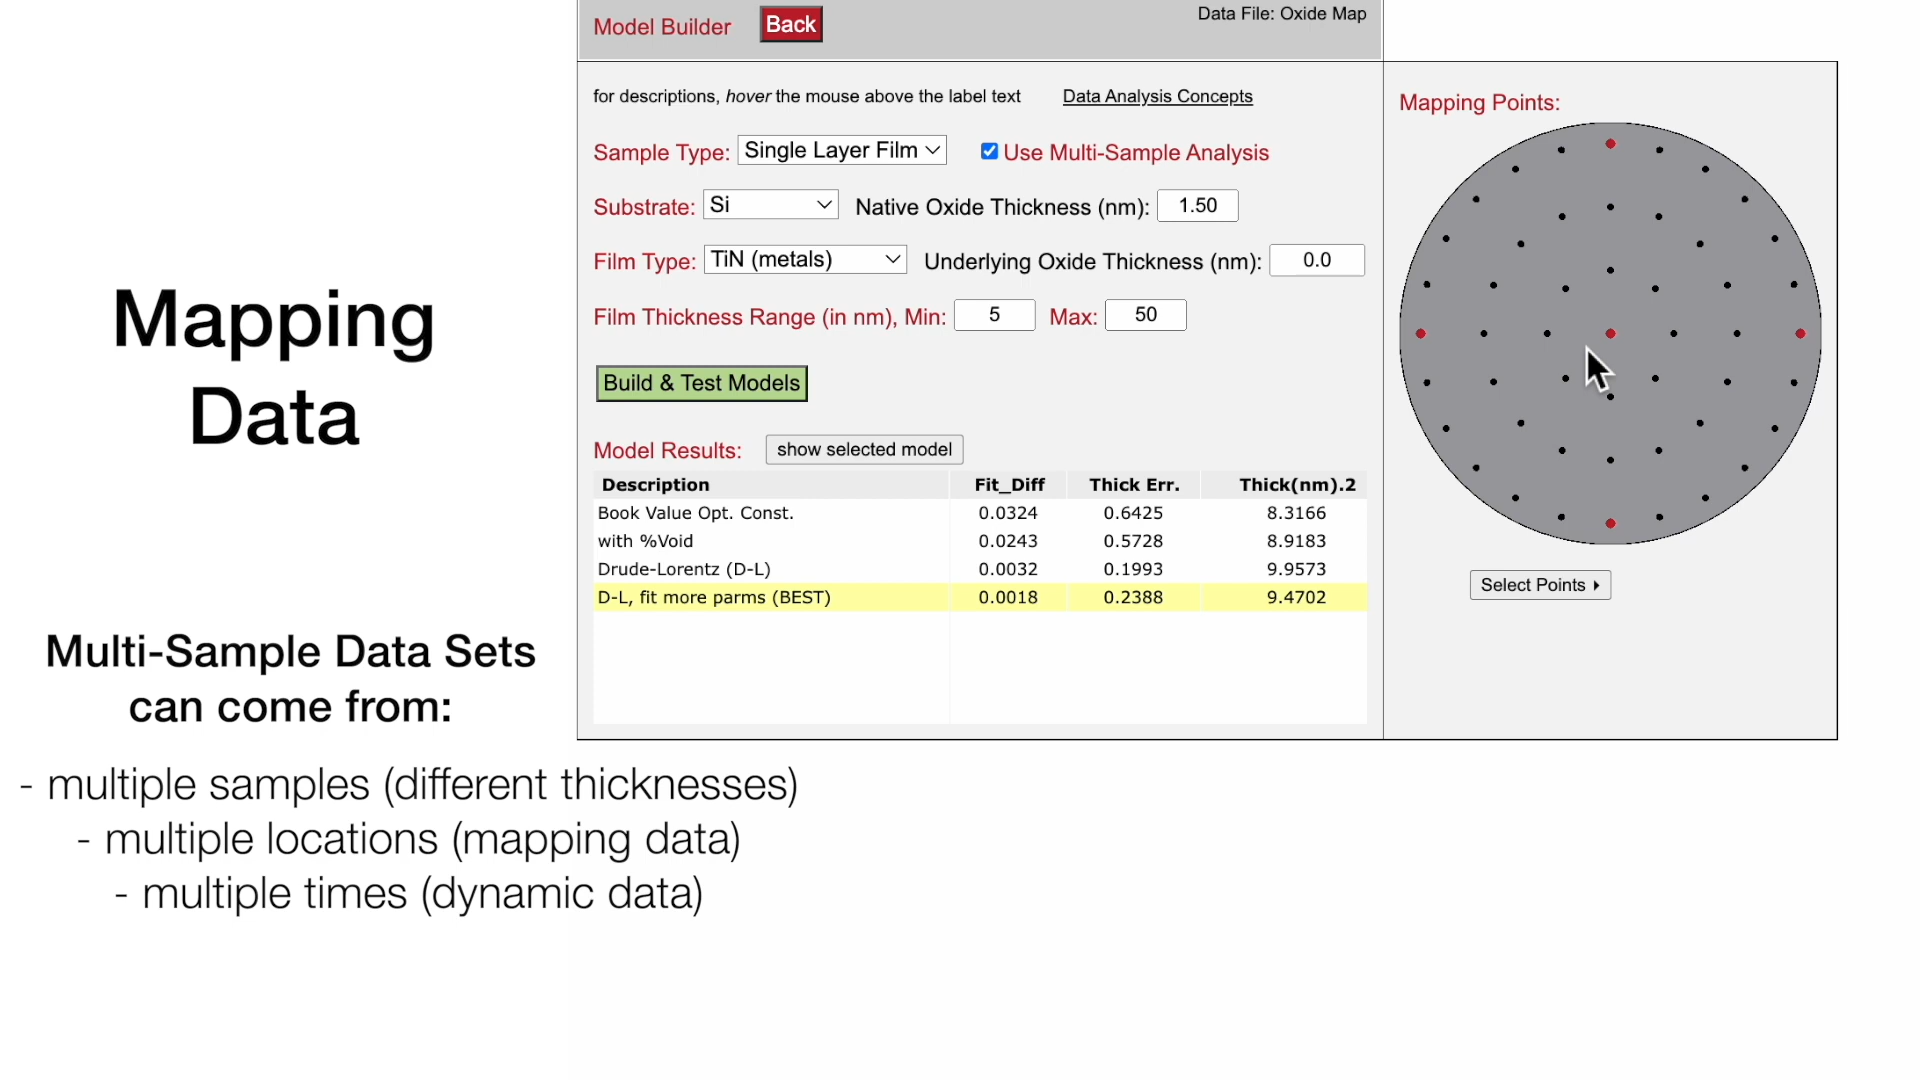 Mapping
Data
Multi-Sample Data Sets
can come from:
- multiple samples (different thicknesses)
- multiple locations (mapping data)
- multiple times (dynamic data)
Model Builder Back Data File: Oxide Map
for descriptions, hover the mouse above the label text Data Analysis Concepts
Sample Type: Single Layer Film Use Multi-Sample Analysis
Substrate: Si Native Oxide Thickness (nm): 1.50
Film Type: TiN (metals) Underlying Oxide Thickness (nm): 0.0
Film Thickness Range (in nm), Min: 5 Max: 50
Build & Test Models
Model Results: show selected model
Description Fit_Diff Thick Err. Thick(nm).2
Book Value Opt. Const. 0.0324 0.6425 8.3166
with %Void 0.0243 0.5728 8.9183
Drude-Lorentz (D-L) 0.0032 0.1993 9.9573
D-L, fit more parms (BEST) 0.0018 0.2388 9.4702
Mapping Points:
Select Points